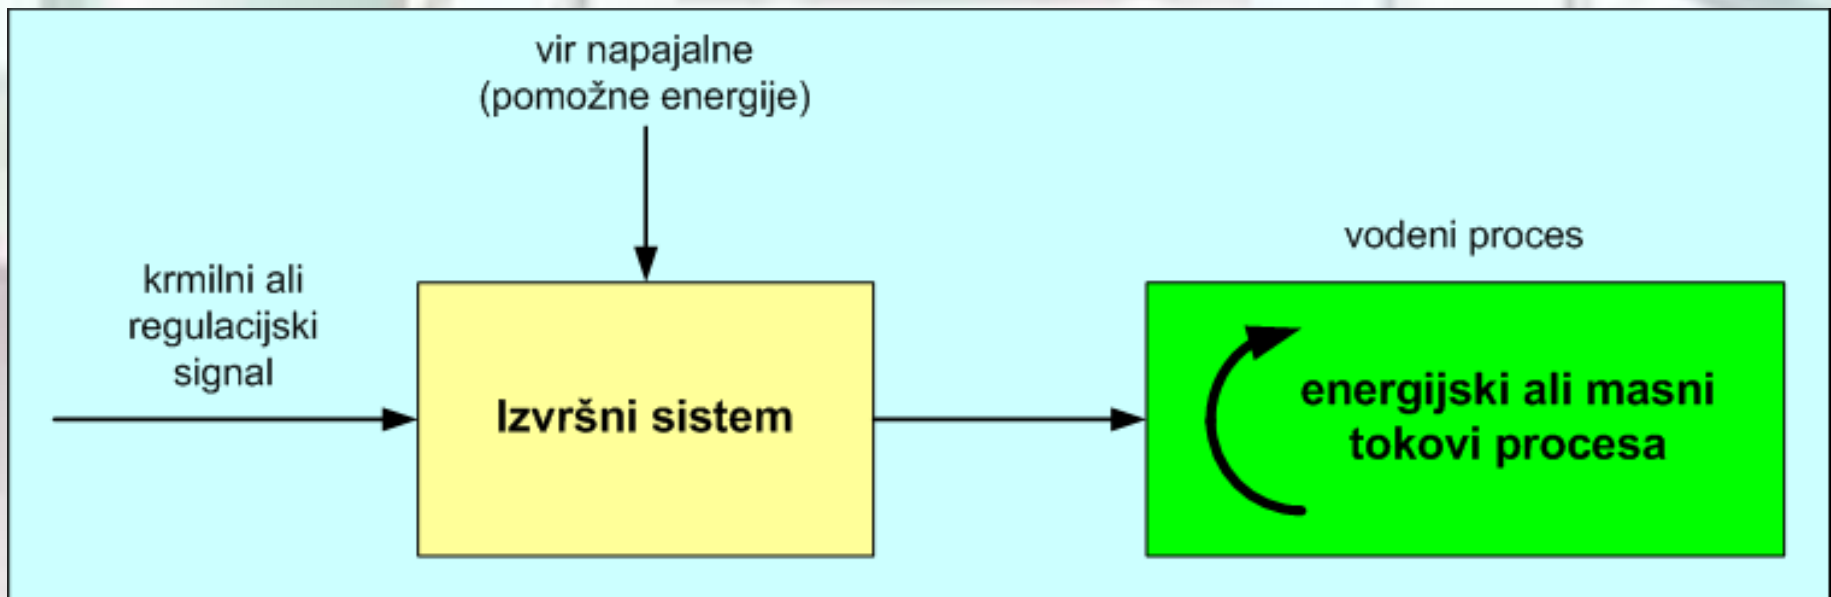 vir napajalne
(pomožne energije)
krmilni ali
regulacijski
signal
Izvršni sistem
vodeni proces
energijski ali masni
tokovi procesa